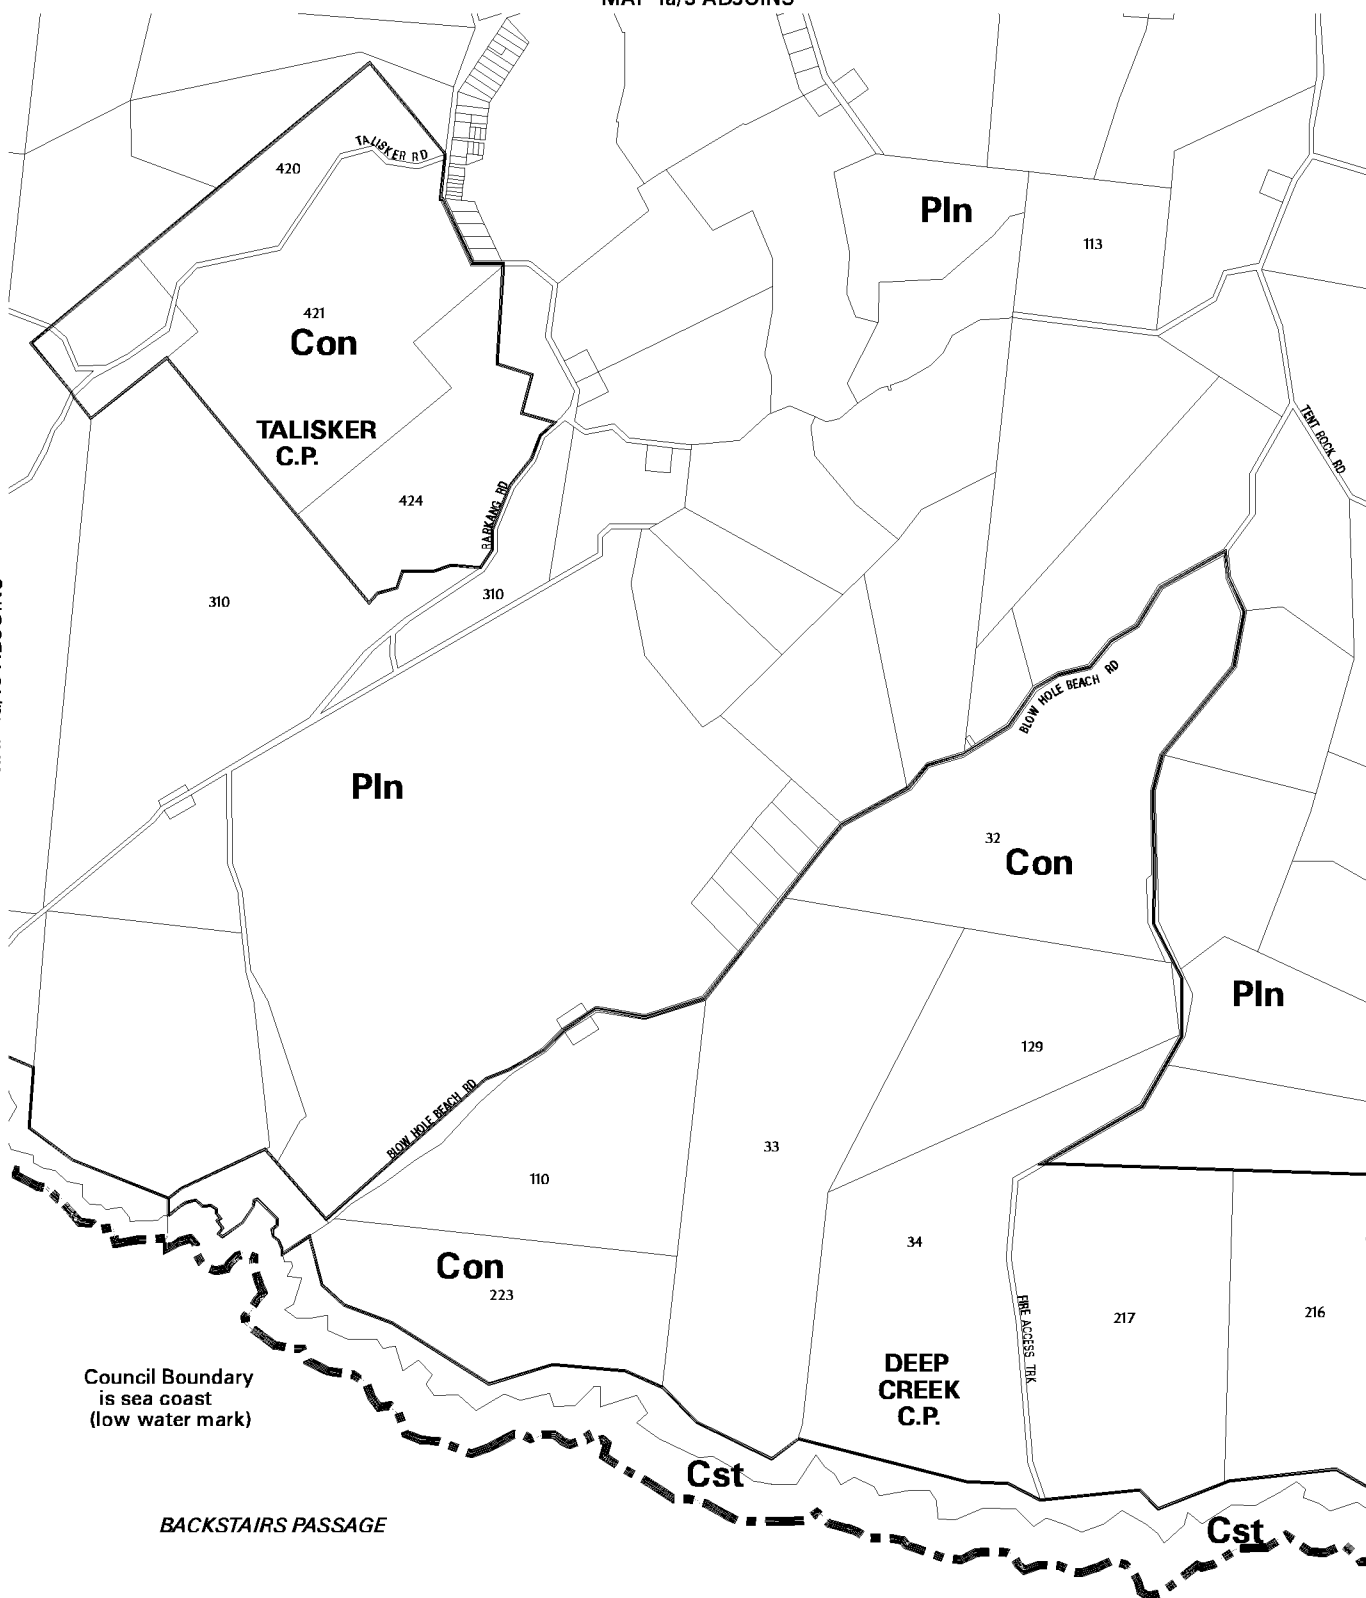 MAP 1a/3 ADJOINS
TALISKER RD
420
Pln
113
421
Con
TALISKER
C.P.
TENT ROCK RD
424
RARKANG RD
310
310
BLOW HOLE BEACH RD
Pln
32
Con
Pln
129
BLOW HOLE BEACH RD
33
110
34
Con
223
FIRE ACCESS TRK
217
216
DEEP
CREEK
C.P.
Council Boundary
is sea coast
(low water mark)
Cst
BACKSTAIRS PASSAGE
Cst